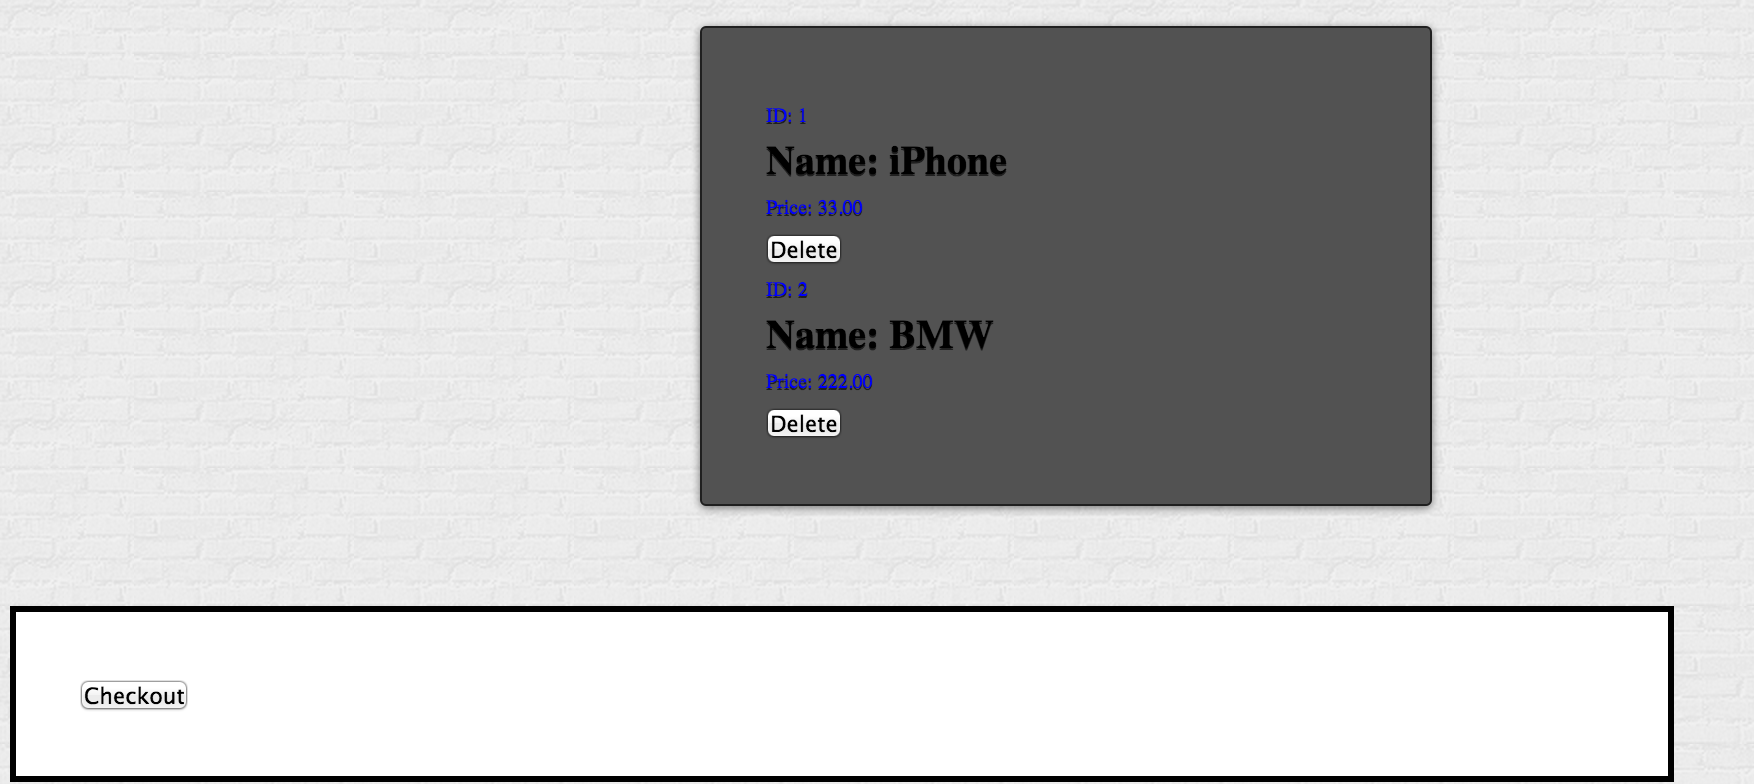 ID: 1
Name: iPhone
Price: 33.00
Delete
ID: 2
Name: BMW
Price: 222.00
Delete
Checkout